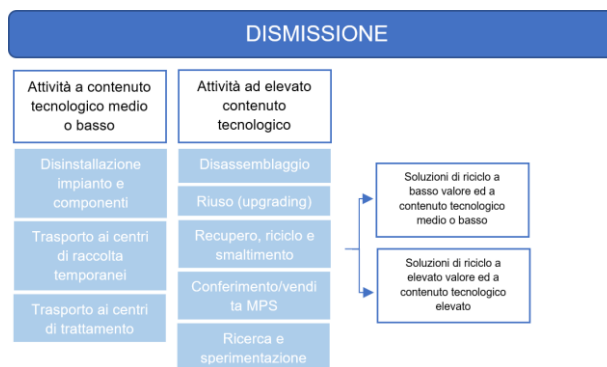 DISMISSIONE
Attività a contenuto
tecnologico medio
o basso
Disinstallazione
impianto e
componenti
Trasporto ai centri
di raccolta
temporanei
Trasporto ai centri
di trattamento
Attività ad elevato
contenuto
tecnologico
Disassemblaggio
Riuso (upgrading)
Recupero, riciclo e
smaltimento
Conferimento/vendi
ta MPS
Ricerca e
sperimentazione
Soluzioni di riciclo a
basso valore ed a
contenuto tecnologico
medio o basso
Soluzioni di riciclo a
elevato valore ed a
contenuto tecnologico
elevato